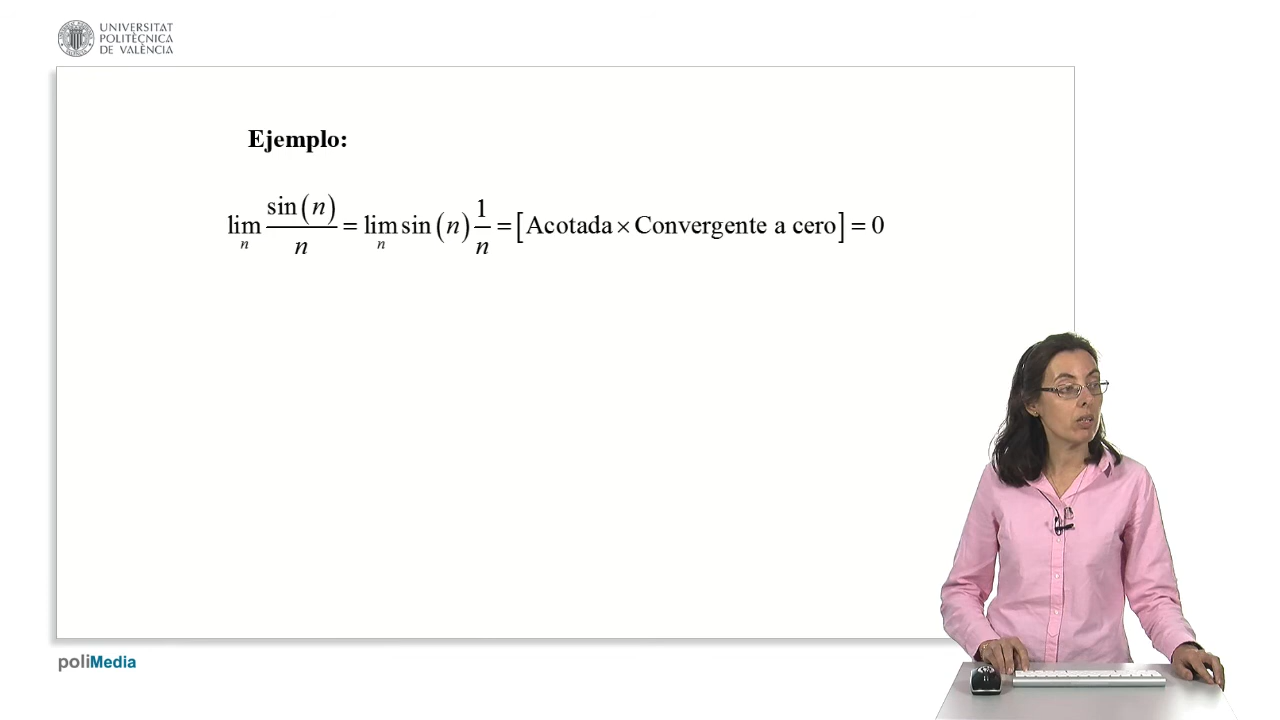 UNIVERSITAT
POLITÈCNICA
DE VALÈNCIA
Ejemplo:
lim_n sin(n)/n = lim_n sin(n) 1/n = [Acotada × Convergente a cero] = 0
poliMedia